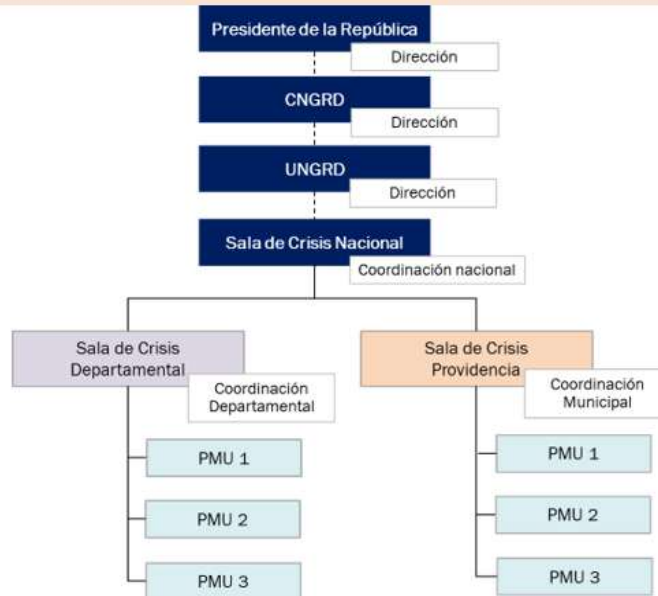 Presidente de la República
Dirección
CNGRD
Dirección
UNGRD
Dirección
Sala de Crisis Nacional
Coordinación nacional
Sala de Crisis
Departamental
Coordinación
Departamental
PMU 1
PMU 2
PMU 3
Sala de Crisis
Providencia
Coordinación
Municipal
PMU 1
PMU 2
PMU 3